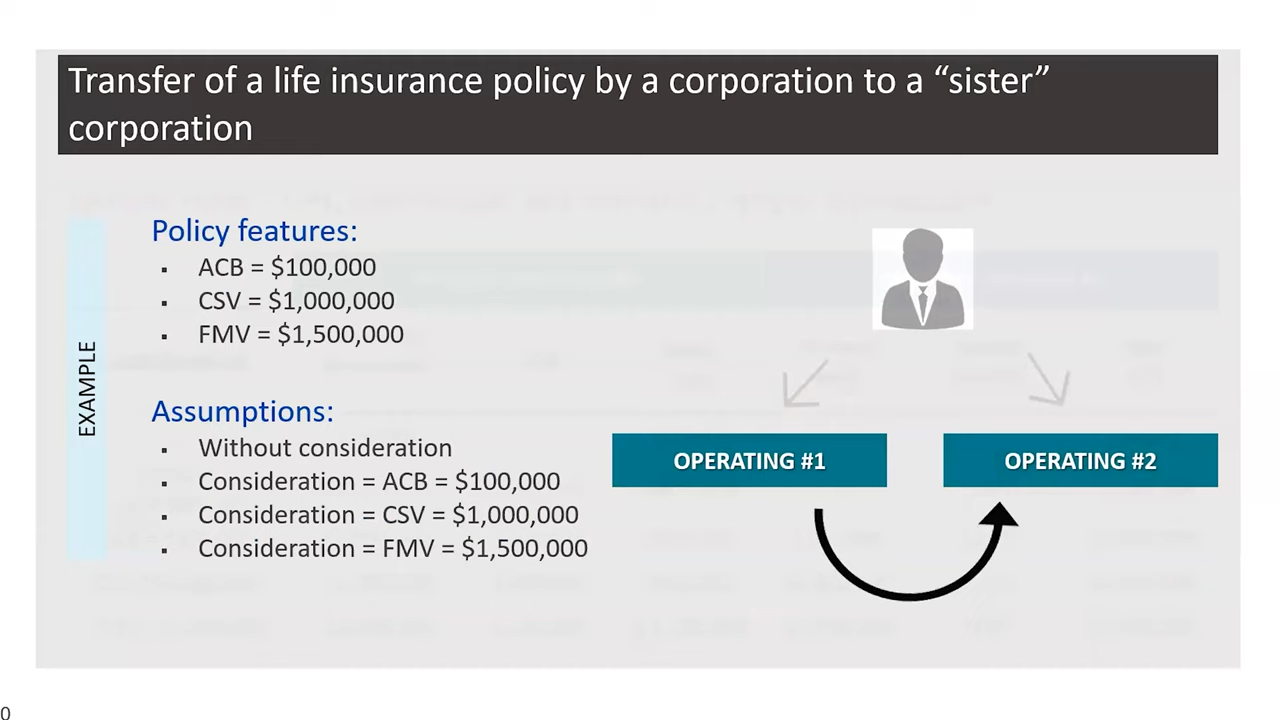 Transfer of a life insurance policy by a corporation to a “sister”
corporation
EXAMPLE
Policy features:
▪ ACB = $100,000
▪ CSV = $1,000,000
▪ FMV = $1,500,000
Assumptions:
▪ Without consideration
▪ Consideration = ACB = $100,000
▪ Consideration = CSV = $1,000,000
▪ Consideration = FMV = $1,500,000
OPERATING #1
OPERATING #2
0